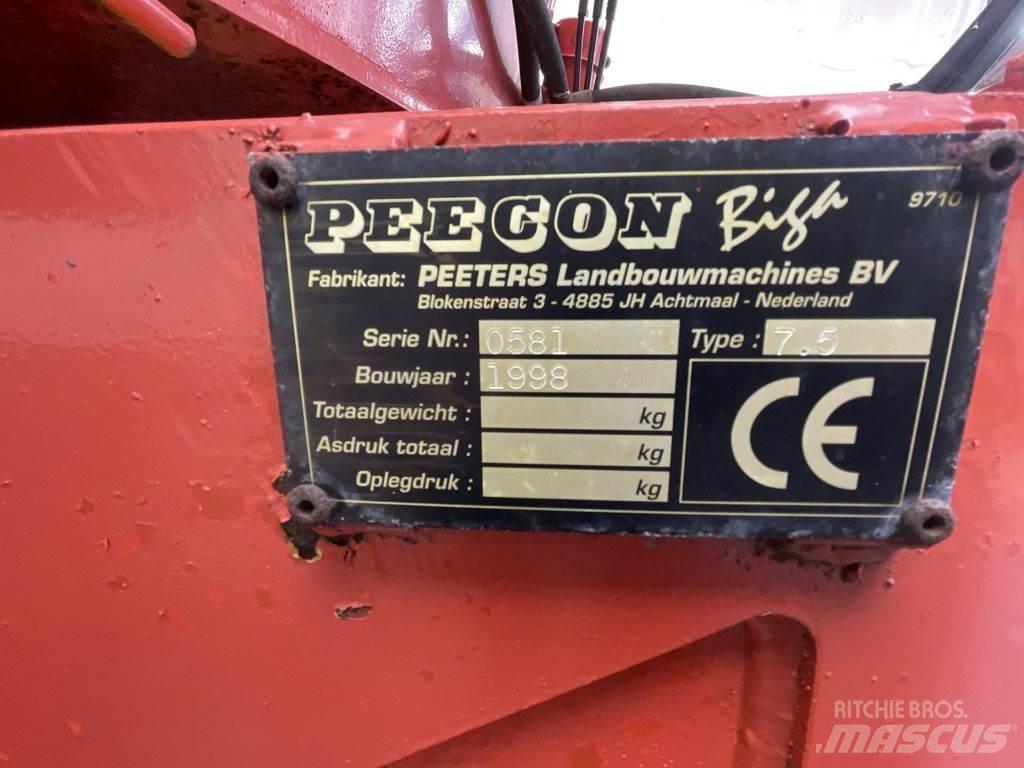 PEECON Biga 9710
Fabrikant: PEETERS Landbouwmachines BV
Blokenstraat 3 - 4885 JH Achtmaal - Nederland
Serie Nr.: 0581 Type : 7.5
Bouwjaar : 1998
Totaalgewicht : kg
Asdruk totaal : kg
Oplegdruk : kg
CE
RITCHIE BROS.
MASCUS